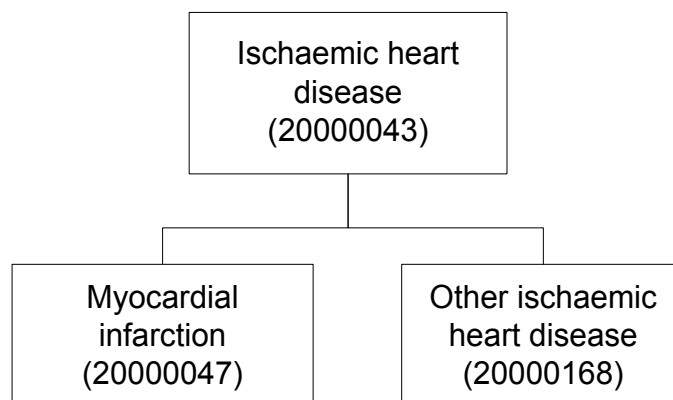 Ischaemic heart
disease
(20000043)
Myocardial
infarction
(20000047)
Other ischaemic
heart disease
(20000168)